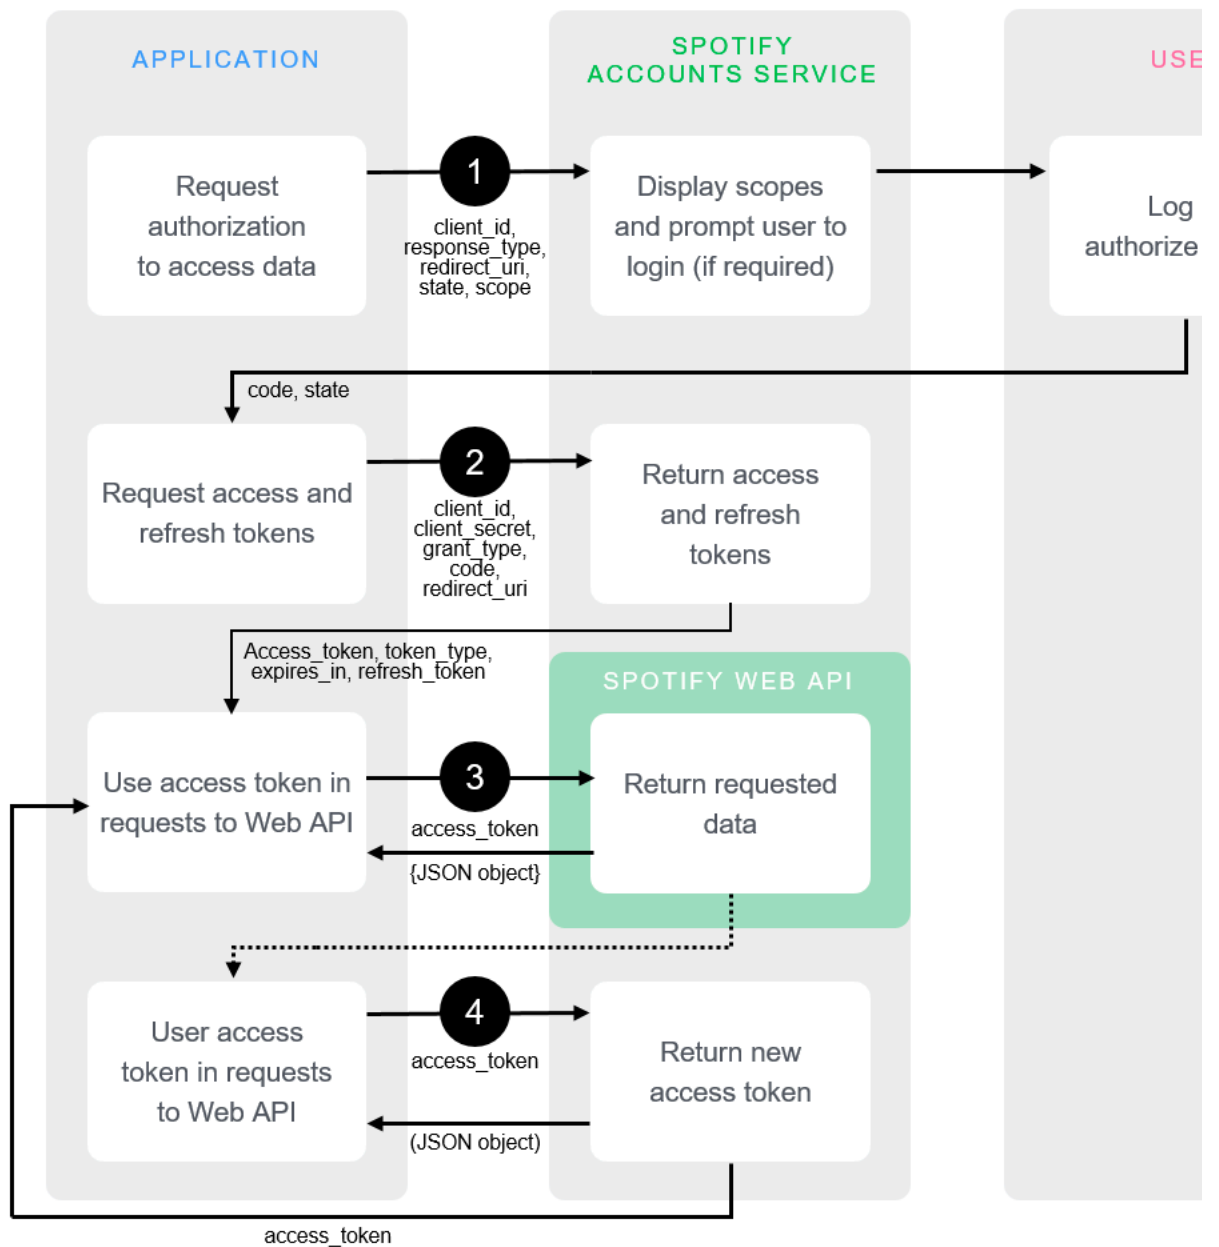 APPLICATION
SPOTIFY
ACCOUNTS SERVICE
USE
Request
authorization
to access data
1
client_id,
response_type,
redirect_uri,
state, scope
Display scopes
and prompt user to
login (if required)
Log
authorize
code, state
Request access and
refresh tokens
2
client_id,
client_secret,
grant_type,
code,
redirect_uri
Return access
and refresh
tokens
Access_token, token_type,
expires_in, refresh_token
SPOTIFY WEB API
Use access token in
requests to Web API
3
access_token
{JSON object}
Return requested
data
User access
token in requests
to Web API
4
access_token
(JSON object)
Return new
access token
access_token